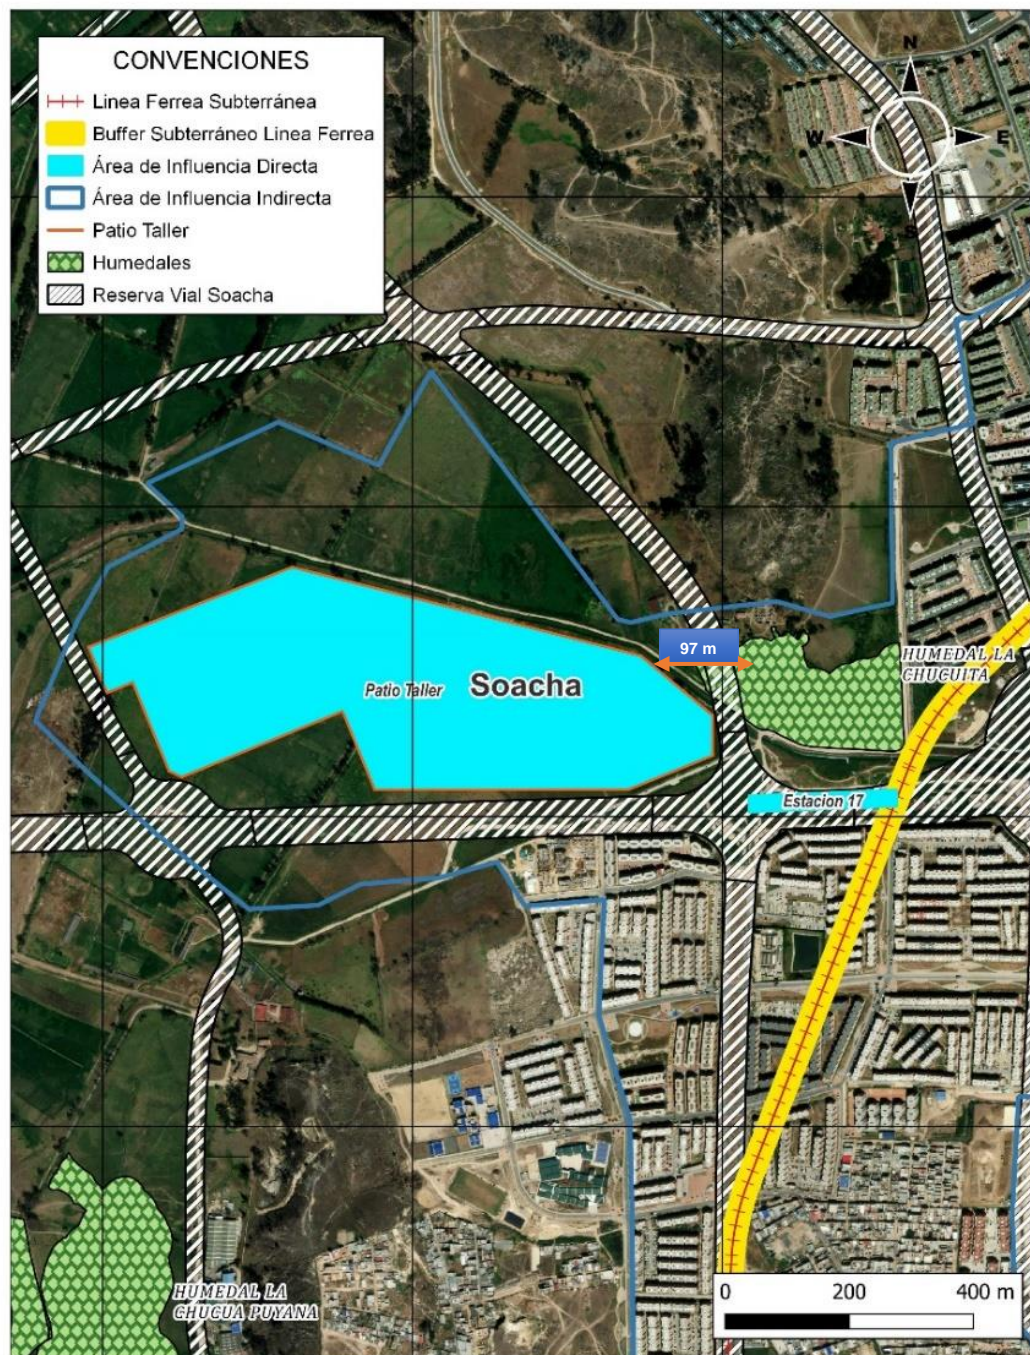 CONVENCIONES
Linea Ferrea Subterránea
Buffer Subterráneo Linea Ferrea
Área de Influencia Directa
Área de Influencia Indirecta
Patio Taller
Humedales
Reserva Vial Soacha
N
W
E
S
97 m
HUMEDAL LA
CHUCUITA
Patio Taller
Soacha
Estacion 17
HUMEDAL LA
CHUCUA PUYANA
0 200 400 m